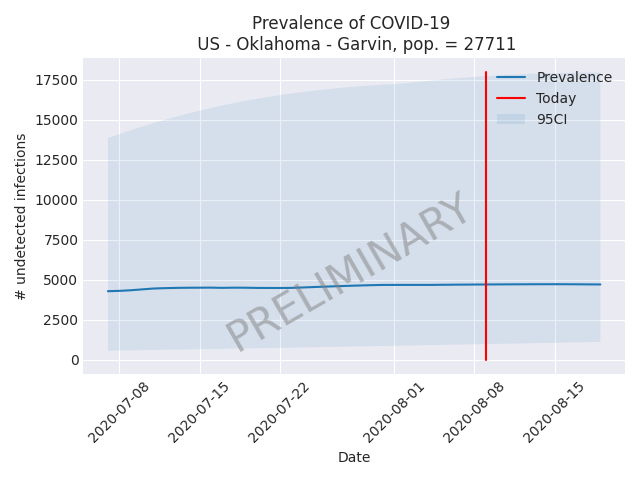 Prevalence of COVID-19
US - Oklahoma - Garvin, pop. = 27711
Prevalence
Today
95CI
# undetected infections
17500
15000
12500
10000
7500
5000
2500
0
PRELIMINARY
2020-07-08
2020-07-15
2020-07-22
2020-08-01
2020-08-08
2020-08-15
Date